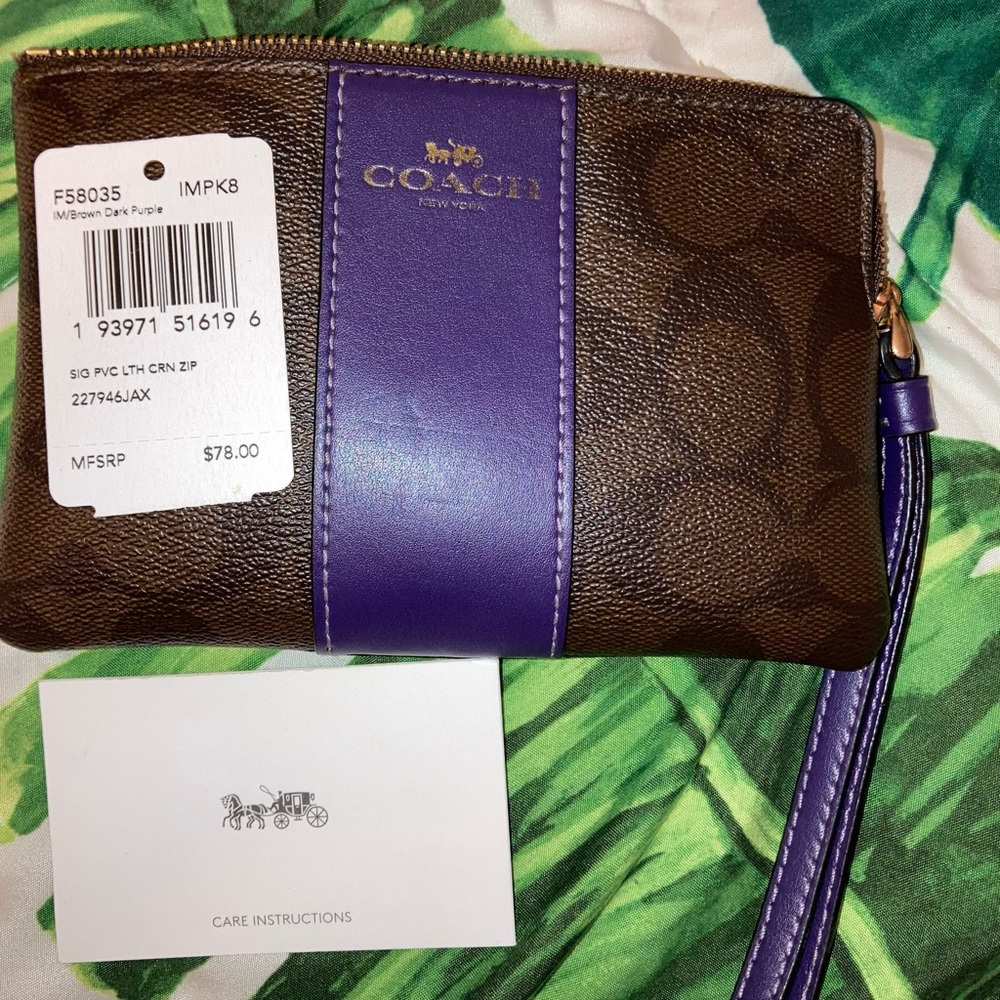 F58035 IMPK8
IM/Brown Dark Purple
1 93971 51619 6
SIG PVC LTH CRN ZIP
227946JAX
MFSRP $78.00
COACH
NEW YORK
CARE INSTRUCTIONS